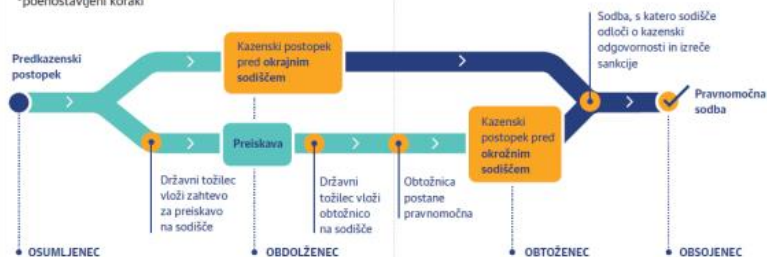 *poenostavljeni koraki
Predkazenski
postopek
Kazenski postopek
pred okrajnim
sodiščem
Sodba, s katero sodišče
odloči o kazenski
odgovornosti in izreče
sankcije
Pravnomočna
sodba
Preiskava
Kazenski
postopek pred
okrožnim
sodiščem
Državni tožilec
vloži zahtevo
za preiskavo
na sodišče
Državni
tožilec vloži
obtožnico
na sodišče
Obtožnica
postane
pravnomočna
OSUMLJENEC
OBDOLŽENEC
OBTOŽENEC
OBSOJENEC